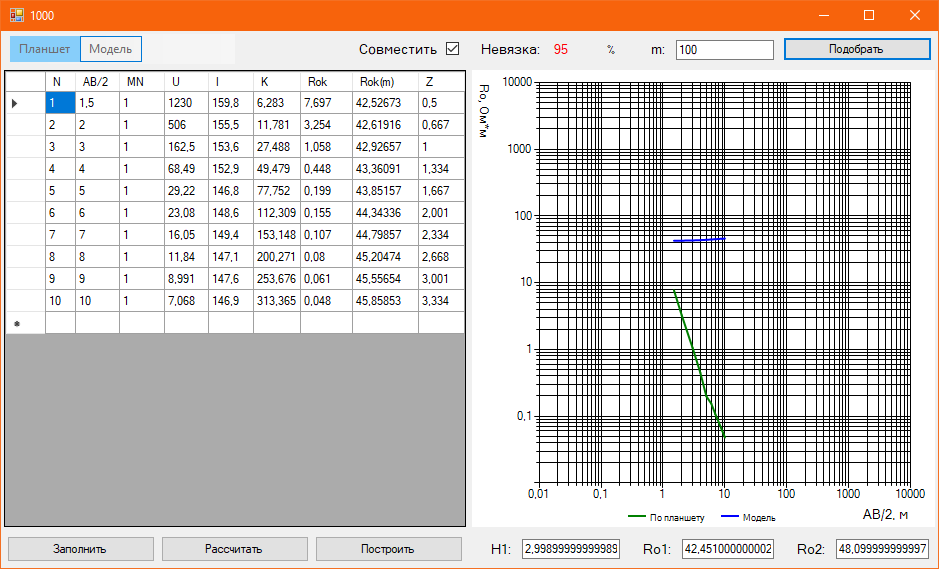 1000
Планшет Модель Совместить Невязка: 95 % m: 100 Подобрать
N AB/2 MN U I K Rok Rok(m) Z
1 1,5 1 1230 159,8 6,283 7,697 42,52673 0,5
2 2 1 506 155,5 11,781 3,254 42,61916 0,667
3 3 1 162,5 153,6 27,488 1,058 42,92657 1
4 4 1 68,49 152,9 49,479 0,448 43,36091 1,334
5 5 1 29,22 146,8 77,752 0,199 43,85157 1,667
6 6 1 23,08 148,6 112,309 0,155 44,34336 2,001
7 7 1 16,05 149,4 153,148 0,107 44,79857 2,334
8 8 1 11,84 147,1 200,271 0,08 45,20474 2,668
9 9 1 8,991 147,6 253,676 0,061 45,55654 3,001
10 10 1 7,068 146,9 313,365 0,048 45,85853 3,334
Ro, Ом*м
10000
1000
100
10
1
0,1
0,01 0,1 1 10 100 1000 10000
По планшету Модель AB/2, м
Заполнить Рассчитать Построить H1: 2,99899999999989 Ro1: 42,451000000002 Ro2: 48,099999999997